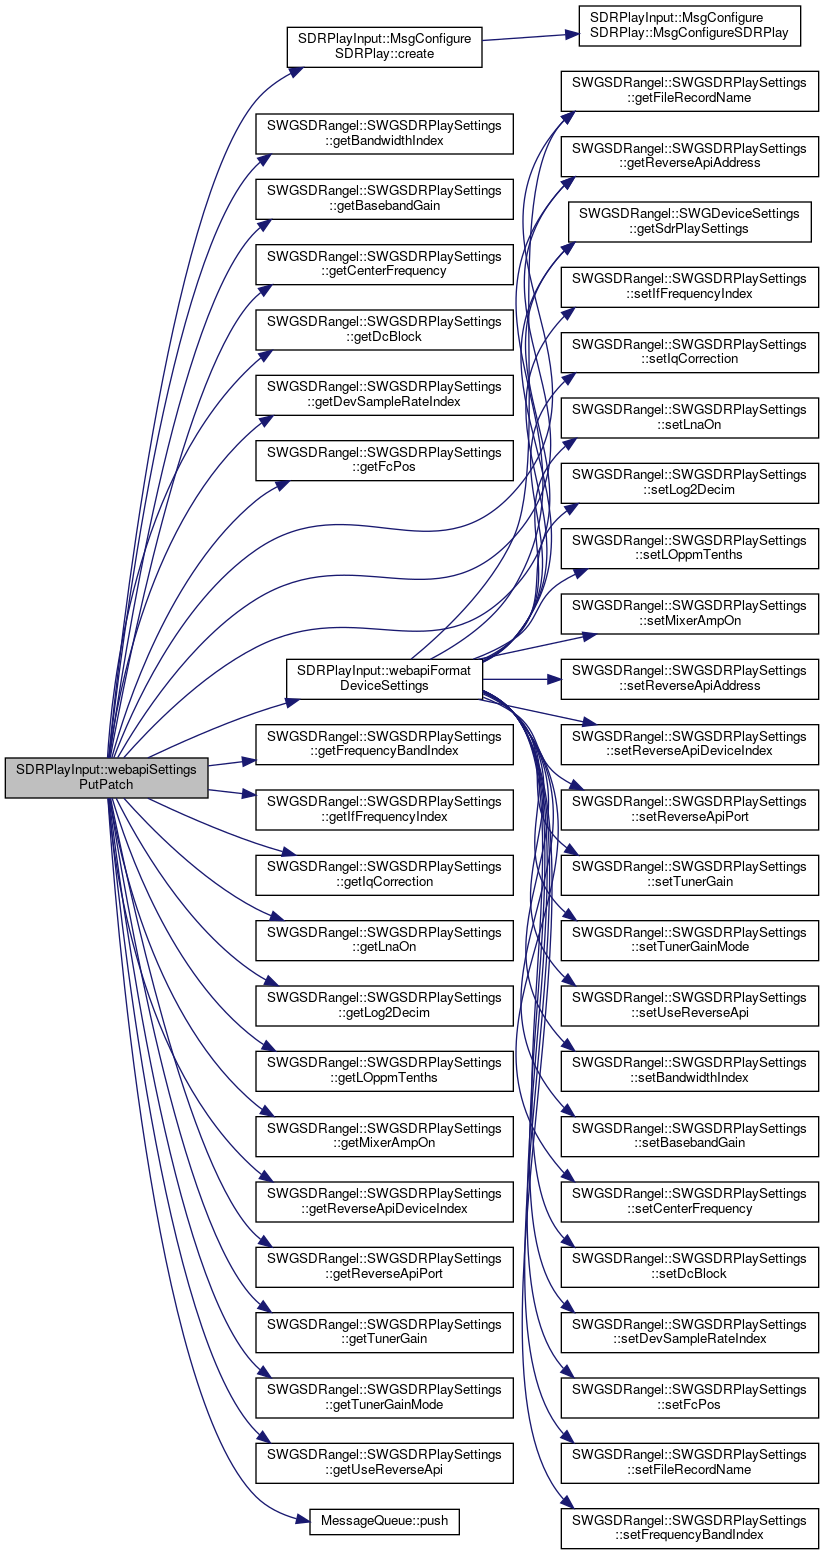 SDRPlayInput::webapiSettings
PutPatch
SDRPlayInput::MsgConfigure
SDRPlay::create
SWGSDRangel::SWGSDRPlaySettings
::getBandwidthIndex
SWGSDRangel::SWGSDRPlaySettings
::getBasebandGain
SWGSDRangel::SWGSDRPlaySettings
::getCenterFrequency
SWGSDRangel::SWGSDRPlaySettings
::getDcBlock
SWGSDRangel::SWGSDRPlaySettings
::getDevSampleRateIndex
SWGSDRangel::SWGSDRPlaySettings
::getFcPos
SDRPlayInput::webapiFormat
DeviceSettings
SWGSDRangel::SWGSDRPlaySettings
::getFrequencyBandIndex
SWGSDRangel::SWGSDRPlaySettings
::getIfFrequencyIndex
SWGSDRangel::SWGSDRPlaySettings
::getIqCorrection
SWGSDRangel::SWGSDRPlaySettings
::getLnaOn
SWGSDRangel::SWGSDRPlaySettings
::getLog2Decim
SWGSDRangel::SWGSDRPlaySettings
::getLOppmTenths
SWGSDRangel::SWGSDRPlaySettings
::getMixerAmpOn
SWGSDRangel::SWGSDRPlaySettings
::getReverseApiDeviceIndex
SWGSDRangel::SWGSDRPlaySettings
::getReverseApiPort
SWGSDRangel::SWGSDRPlaySettings
::getTunerGain
SWGSDRangel::SWGSDRPlaySettings
::getTunerGainMode
SWGSDRangel::SWGSDRPlaySettings
::getUseReverseApi
MessageQueue::push
SDRPlayInput::MsgConfigure
SDRPlay::MsgConfigureSDRPlay
SWGSDRangel::SWGSDRPlaySettings
::getFileRecordName
SWGSDRangel::SWGSDRPlaySettings
::getReverseApiAddress
SWGSDRangel::SWGDeviceSettings
::getSdrPlaySettings
SWGSDRangel::SWGSDRPlaySettings
::setIfFrequencyIndex
SWGSDRangel::SWGSDRPlaySettings
::setIqCorrection
SWGSDRangel::SWGSDRPlaySettings
::setLnaOn
SWGSDRangel::SWGSDRPlaySettings
::setLog2Decim
SWGSDRangel::SWGSDRPlaySettings
::setLOppmTenths
SWGSDRangel::SWGSDRPlaySettings
::setMixerAmpOn
SWGSDRangel::SWGSDRPlaySettings
::setReverseApiAddress
SWGSDRangel::SWGSDRPlaySettings
::setReverseApiDeviceIndex
SWGSDRangel::SWGSDRPlaySettings
::setReverseApiPort
SWGSDRangel::SWGSDRPlaySettings
::setTunerGain
SWGSDRangel::SWGSDRPlaySettings
::setTunerGainMode
SWGSDRangel::SWGSDRPlaySettings
::setUseReverseApi
SWGSDRangel::SWGSDRPlaySettings
::setBandwidthIndex
SWGSDRangel::SWGSDRPlaySettings
::setBasebandGain
SWGSDRangel::SWGSDRPlaySettings
::setCenterFrequency
SWGSDRangel::SWGSDRPlaySettings
::setDcBlock
SWGSDRangel::SWGSDRPlaySettings
::setDevSampleRateIndex
SWGSDRangel::SWGSDRPlaySettings
::setFcPos
SWGSDRangel::SWGSDRPlaySettings
::setFileRecordName
SWGSDRangel::SWGSDRPlaySettings
::setFrequencyBandIndex